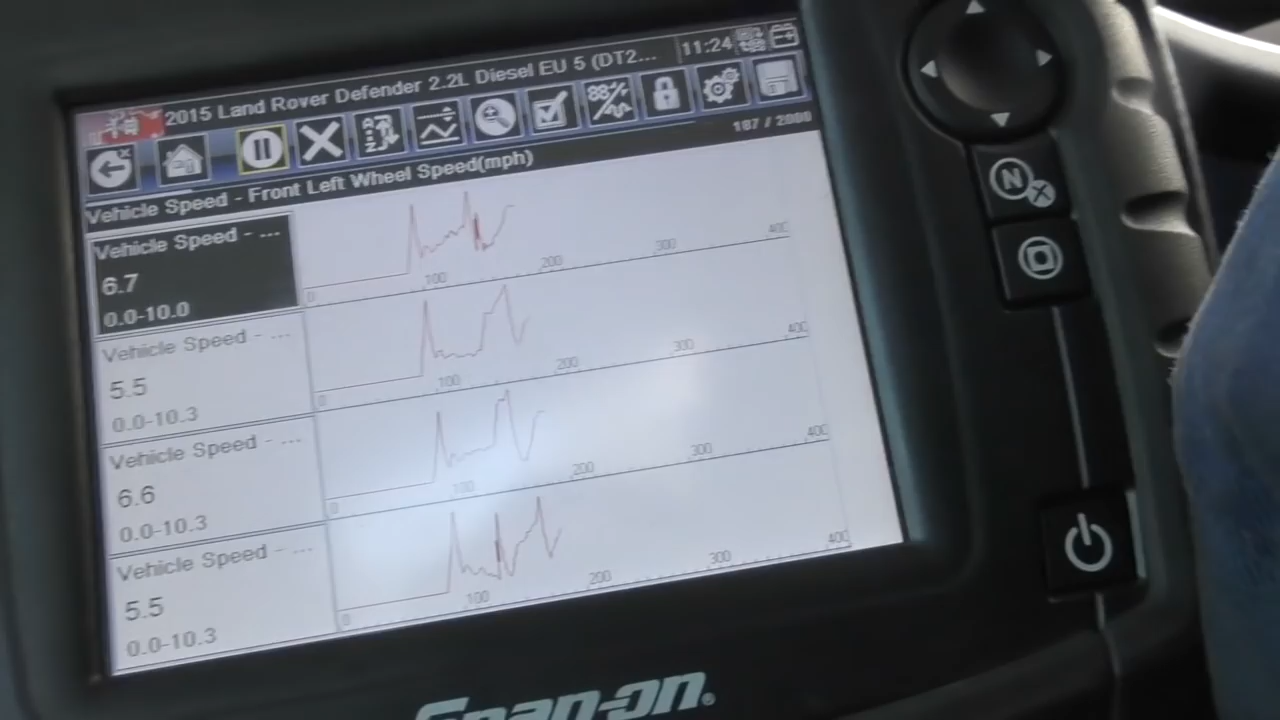 2015 Land Rover Defender 2.2L Diesel EU 5 (DT2...
11:24
187 / 2000
Vehicle Speed - Front Left Wheel Speed(mph)
Vehicle Speed - ...
6.7
0.0-10.0
0 100 200 300 400
Vehicle Speed - ...
5.5
0.0-10.3
0 100 200 300 400
Vehicle Speed - ...
6.6
0.0-10.3
0 100 200 300 400
Vehicle Speed - ...
5.5
0.0-10.3
0 100 200 300 400
N X
Snap-on®